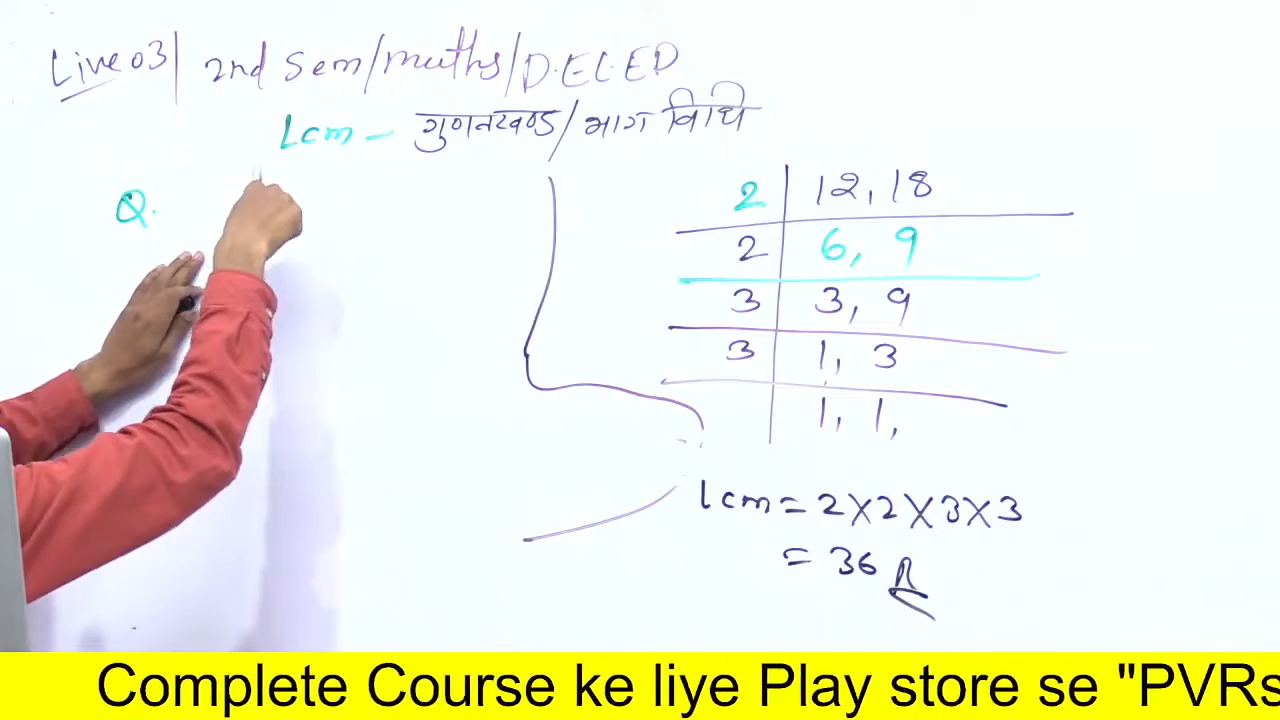 Live 03| 2nd Sem/Maths/D.EL.ED
Lcm - गुणनखण्ड/भाग विधि
Q.
2 | 12, 18
2 | 6, 9
3 | 3, 9
3 | 1, 3
| 1, 1,
Lcm = 2×2×3×3
= 36
Complete Course ke liye Play store se "PVRs